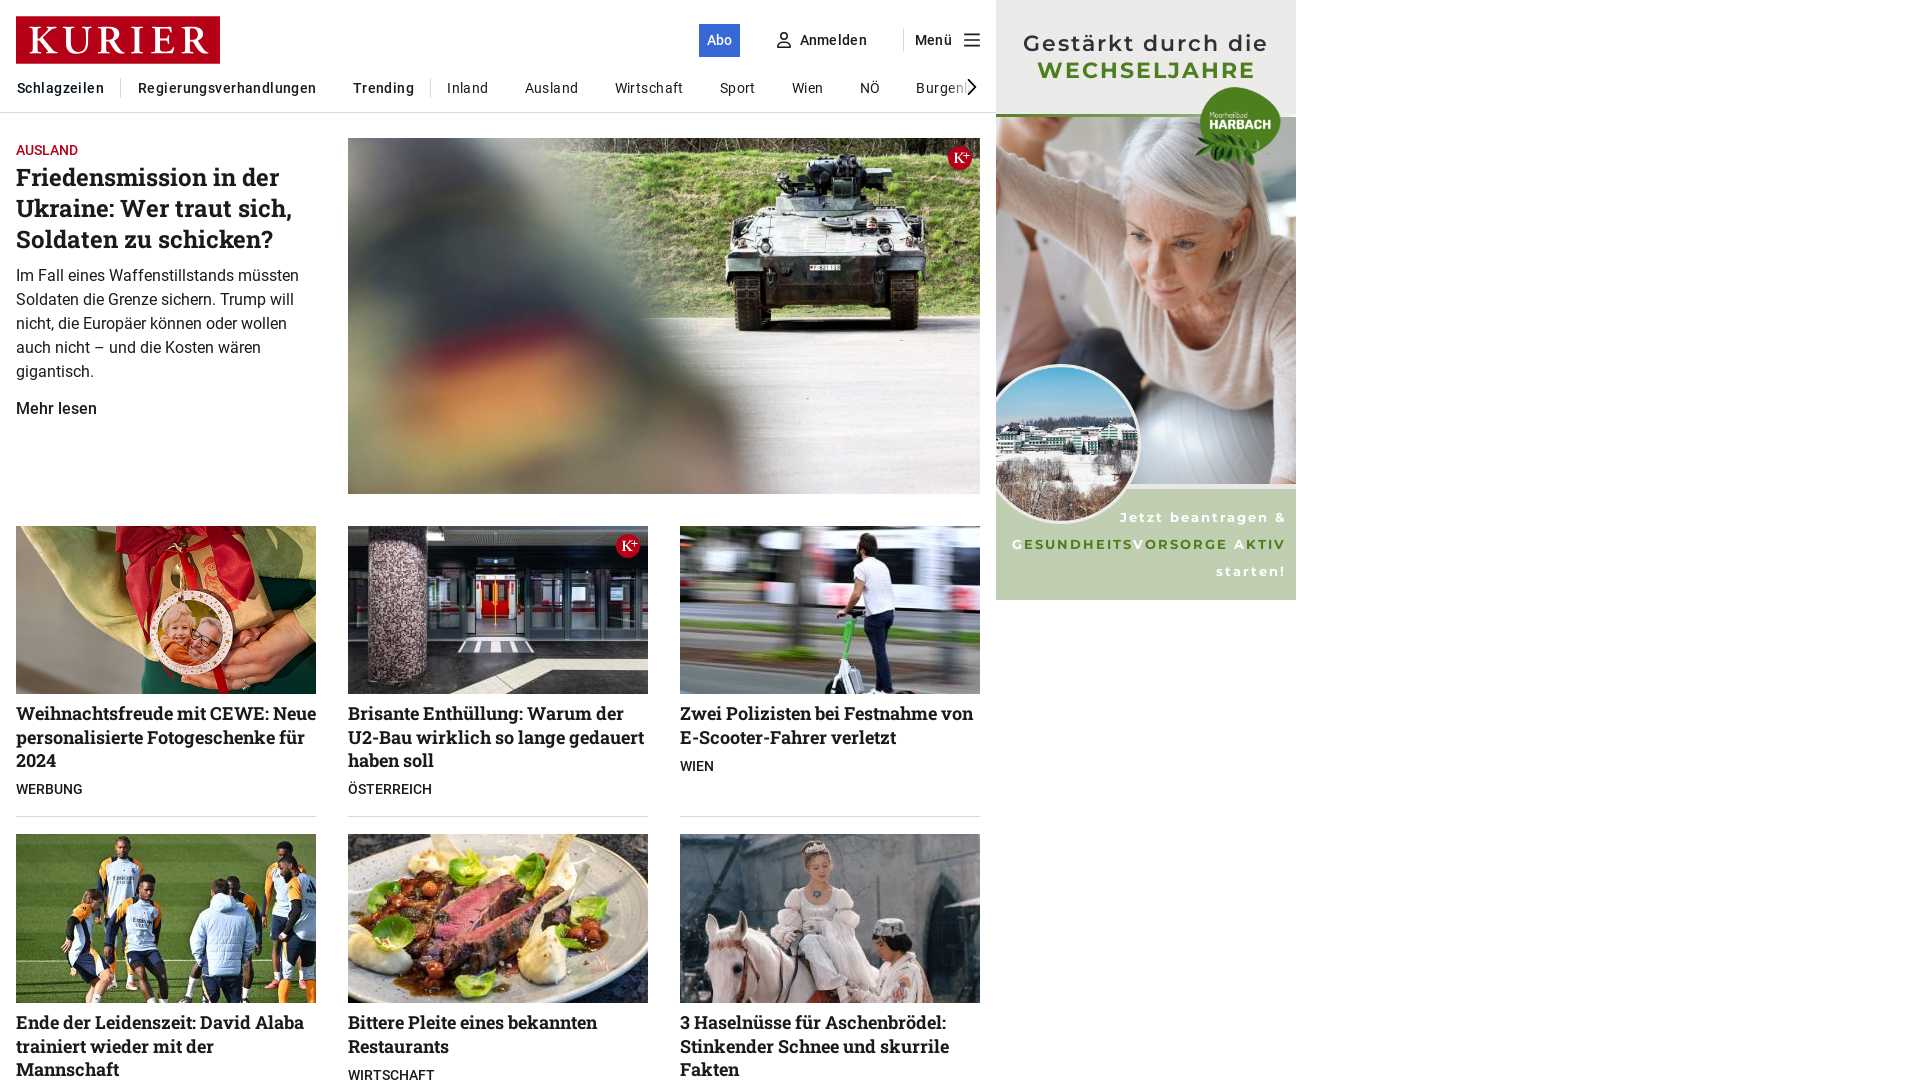 KURIER
Abo
Anmelden
Menü
Schlagzeilen
Regierungsverhandlungen
Trending
Inland
Ausland
Wirtschaft
Sport
Wien
NÖ
Burgenl
AUSLAND
Friedensmission in der
Ukraine: Wer traut sich,
Soldaten zu schicken?
Im Fall eines Waffenstillstands müssten
Soldaten die Grenze sichern. Trump will
nicht, die Europäer können oder wollen
auch nicht – und die Kosten wären
gigantisch.
Mehr lesen
K+
Gestärkt durch die
WECHSELJAHRE
Moorheilbad
HARBACH
Jetzt beantragen &
GESUNDHEITSVORSORGE AKTIV
starten!
Weihnachtsfreude mit CEWE: Neue
personalisierte Fotogeschenke für
2024
WERBUNG
K+
Brisante Enthüllung: Warum der
U2-Bau wirklich so lange gedauert
haben soll
ÖSTERREICH
Zwei Polizisten bei Festnahme von
E-Scooter-Fahrer verletzt
WIEN
Ende der Leidenszeit: David Alaba
trainiert wieder mit der
Mannschaft
Bittere Pleite eines bekannten
Restaurants
WIRTSCHAFT
3 Haselnüsse für Aschenbrödel:
Stinkender Schnee und skurrile
Fakten